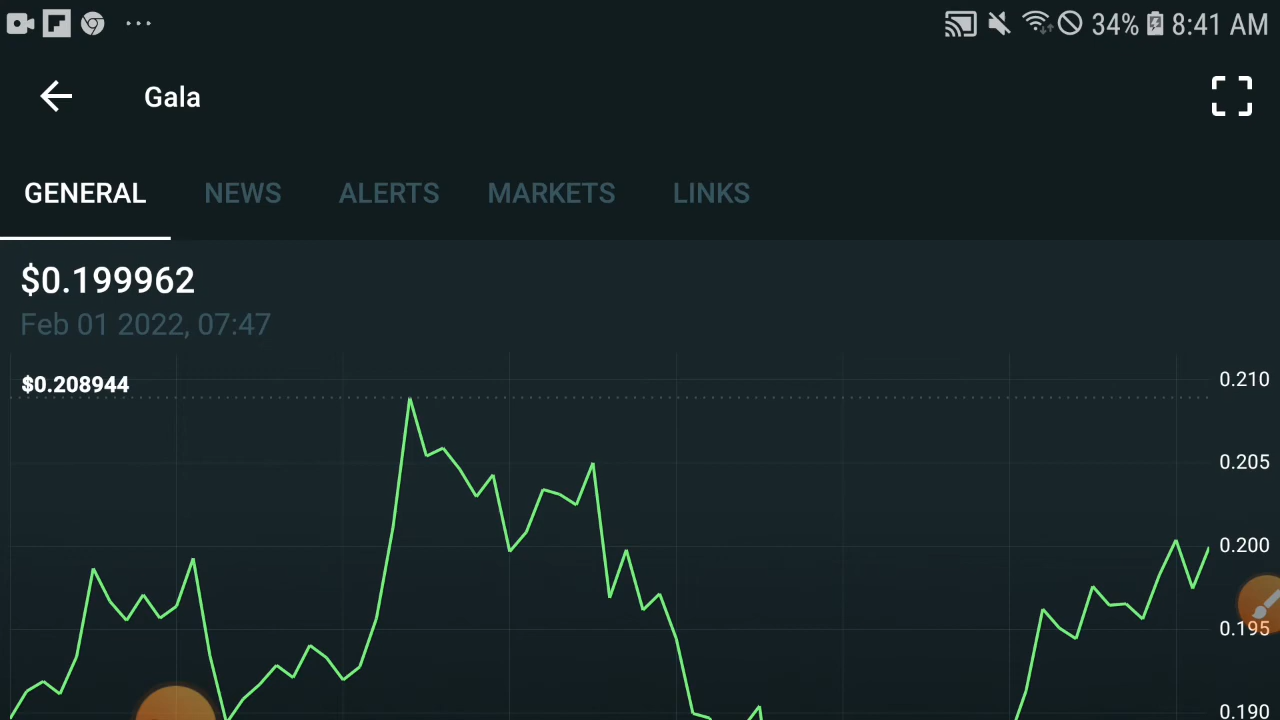 34% 8:41 AM
Gala
GENERAL NEWS ALERTS MARKETS LINKS
$0.199962
Feb 01 2022, 07:47
$0.208944
0.210
0.205
0.200
0.195
0.190